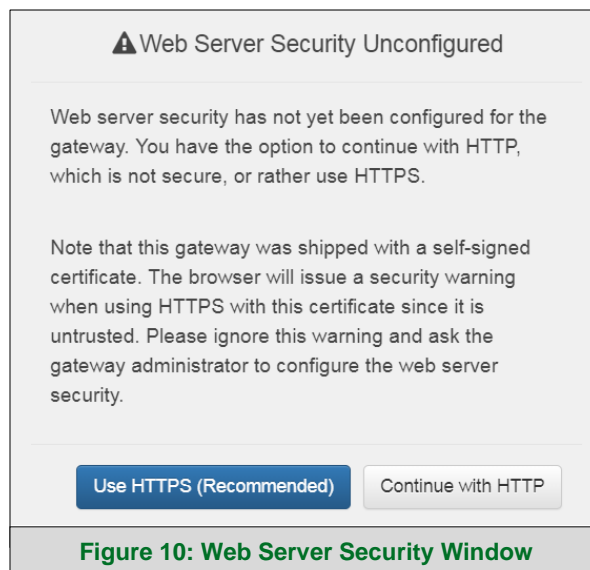 Web Server Security Unconfigured
Web server security has not yet been configured for the
gateway. You have the option to continue with HTTP,
which is not secure, or rather use HTTPS.
Note that this gateway was shipped with a self-signed
certificate. The browser will issue a security warning
when using HTTPS with this certificate since it is
untrusted. Please ignore this warning and ask the
gateway administrator to configure the web server
security.
Use HTTPS (Recommended) Continue with HTTP
Figure 10: Web Server Security Window